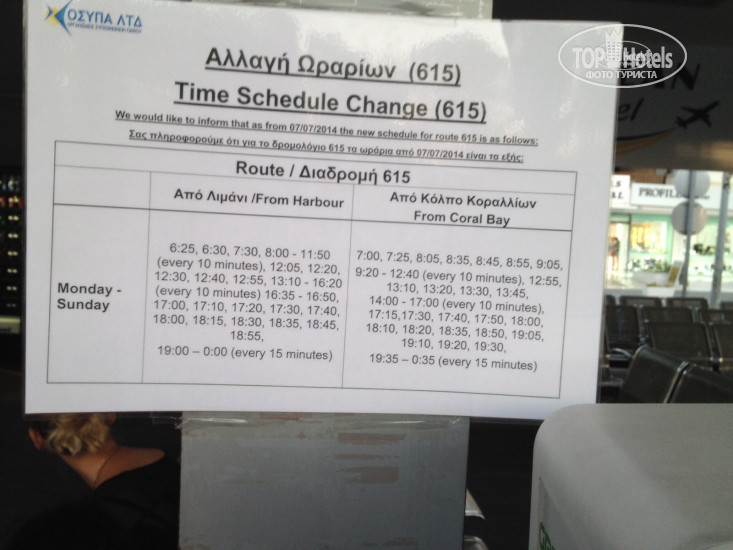 ΟΣΥΠΑ ΛΤΔ
TOP Hotels
ФОТО ТУРИСТА
Αλλαγή Ωραρίων (615)
Time Schedule Change (615)
We would like to inform that as from 07/07/2014 the new schedule for route 615 is as follows:
Σας πληροφορούμε ότι για το δρομολόγιο 615 τα ωράρια από 07/07/2014 είναι τα εξής:
Route / Διαδρομή 615
Από Λιμάνι /From Harbour
Από Κόλπο Κοραλλίων
From Coral Bay
Monday -
Sunday
6:25, 6:30, 7:30, 8:00 - 11:50
(every 10 minutes), 12:05, 12:20,
12:30, 12:40, 12:55, 13:10 - 16:20
(every 10 minutes) 16:35 - 16:50,
17:00, 17:10, 17:20, 17:30, 17:40,
18:00, 18:15, 18:30, 18:35, 18:45,
18:55,
19:00 – 0:00 (every 15 minutes)
7:00, 7:25, 8:05, 8:35, 8:45, 8:55, 9:05,
9:20 - 12:40 (every 10 minutes), 12:55,
13:10, 13:20, 13:30, 13:45,
14:00 - 17:00 (every 10 minutes),
17:15,17:30, 17:40, 17:50, 18:00,
18:10, 18:20, 18:35, 18:50, 19:05,
19:10, 19:20, 19:30,
19:35 – 0:35 (every 15 minutes)